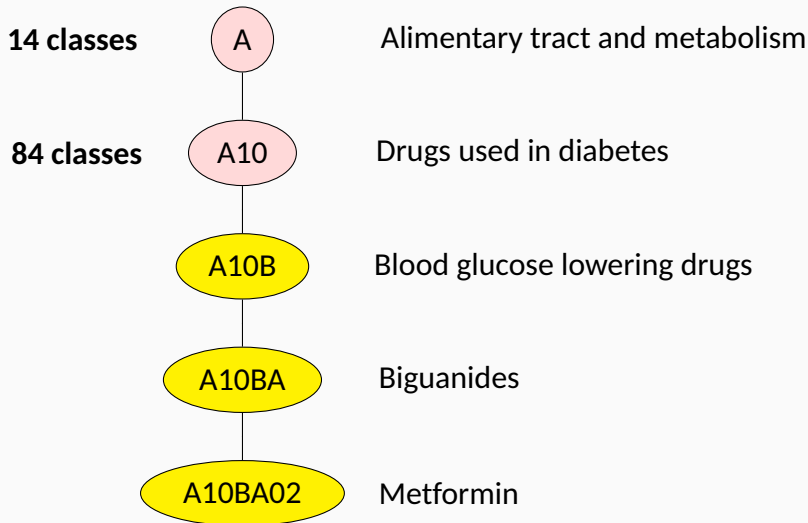 14 classes A Alimentary tract and metabolism
84 classes A10 Drugs used in diabetes
A10B Blood glucose lowering drugs
A10BA Biguanides
A10BA02 Metformin